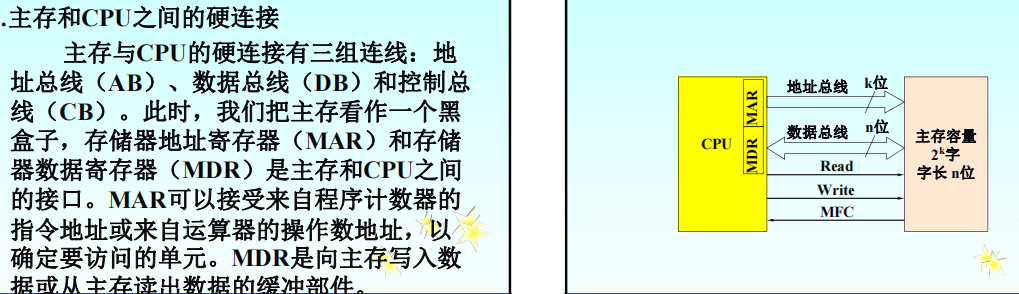 .主存和CPU之间的硬连接
主存与CPU的硬连接有三组连线：地
址总线（AB）、数据总线（DB）和控制总
线（CB）。此时，我们把主存看作一个黑
盒子，存储器地址寄存器（MAR）和存储
器数据寄存器（MDR）是主存和CPU之间
的接口。MAR可以接受来自程序计数器的
指令地址或来自运算器的操作数地址，以
确定要访问的单元。MDR是向主存写入数
据或从主存读出数据的缓冲部件。
地址总线 k位
MAR
数据总线 n位
MDR
CPU
Read
Write
MFC
主存容量
2^k字
字长 n位